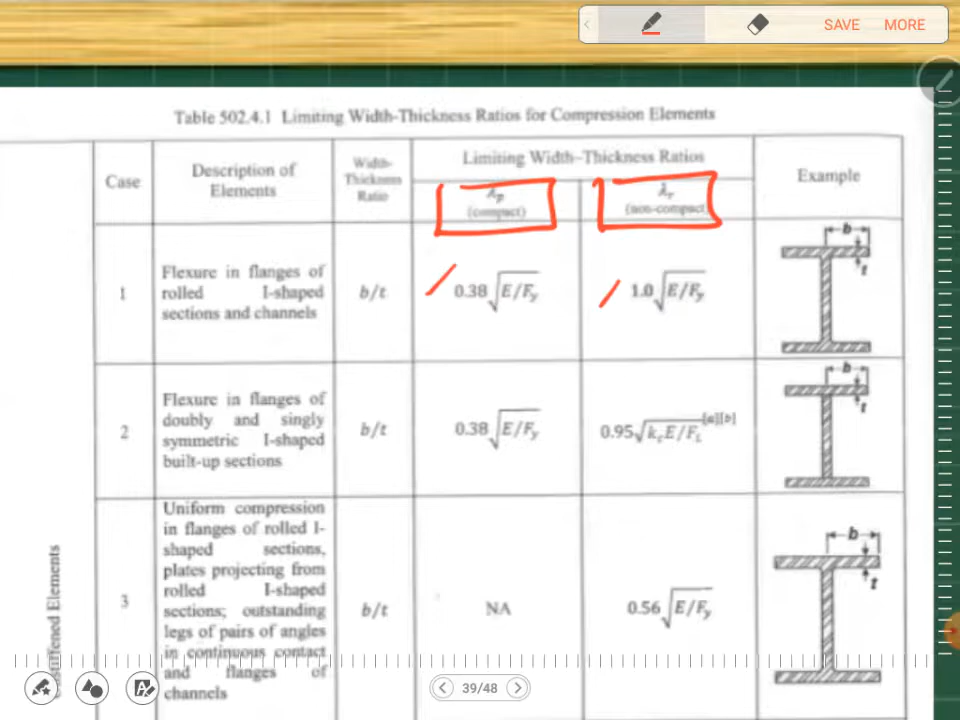 SAVE MORE
Table 502.4.1 Limiting Width-Thickness Ratios for Compression Elements
Case
Description of
Elements
Width-
Thickness
Ratio
Limiting Width-Thickness Ratios
λp
(compact)
λr
(non-compact)
Example
1
Flexure in flanges of
rolled I-shaped
sections and channels
b/t
0.38√E/Fy
1.0√E/Fy
b
t
2
Flexure in flanges of
doubly and singly
symmetric I-shaped
built-up sections
b/t
0.38√E/Fy
0.95√kcE/FL [a][b]
b
t
3
Uniform compression
in flanges of rolled I-
shaped sections,
plates projecting from
rolled I-shaped
sections; outstanding
legs of pairs of angles
in continuous contact
and flanges of
channels
b/t
NA
0.56√E/Fy
b
t
Elements
39/48